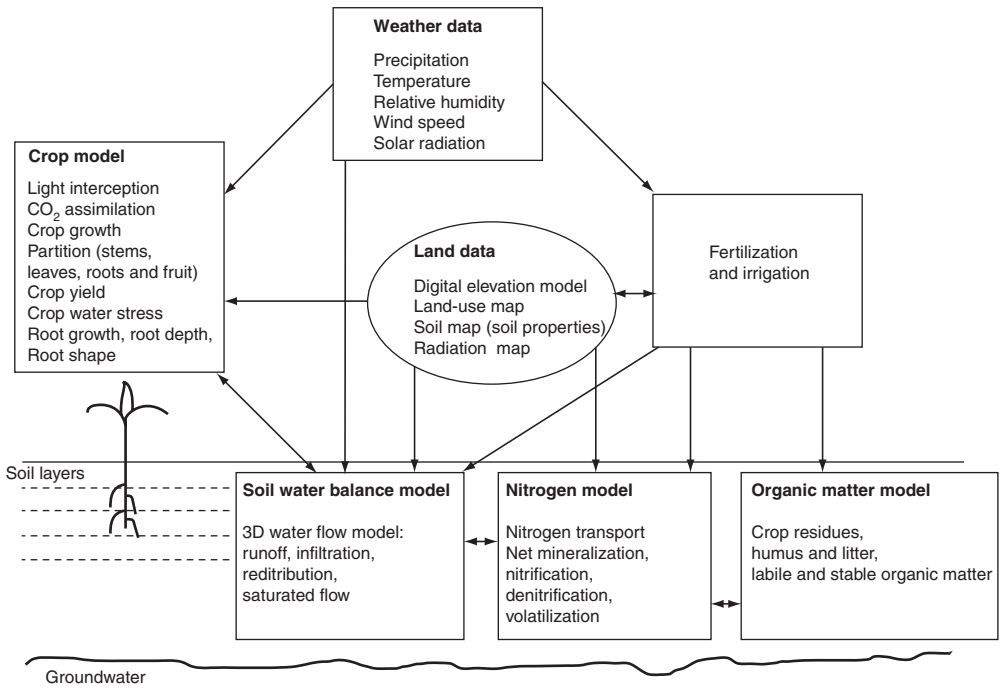 Weather data
Precipitation
Temperature
Relative humidity
Wind speed
Solar radiation
Crop model
Light interception
CO2 assimilation
Crop growth
Partition (stems,
leaves, roots and fruit)
Crop yield
Crop water stress
Root growth, root depth,
Root shape
Land data
Digital elevation model
Land-use map
Soil map (soil properties)
Radiation map
Fertilization
and irrigation
Soil layers
Soil water balance model
3D water flow model:
runoff, infiltration,
reditribution,
saturated flow
Nitrogen model
Nitrogen transport
Net mineralization,
nitrification,
denitrification,
volatilization
Organic matter model
Crop residues,
humus and litter,
labile and stable organic matter
Groundwater